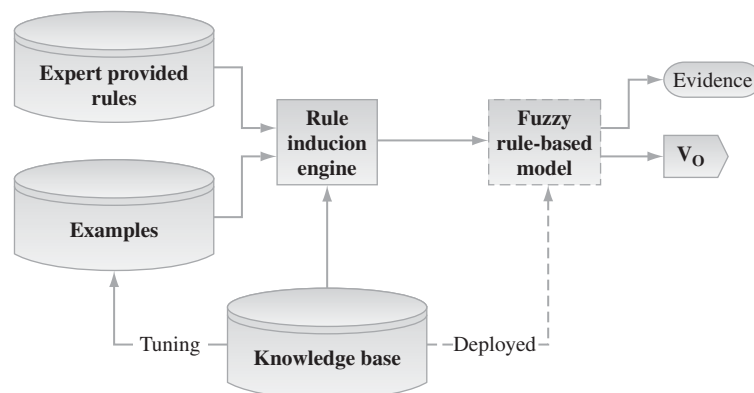 Expert provided
rules
Evidence
Rule
inducion
engine
Fuzzy
rule-based
model
VO
Examples
Tuning
Knowledge base
Deployed